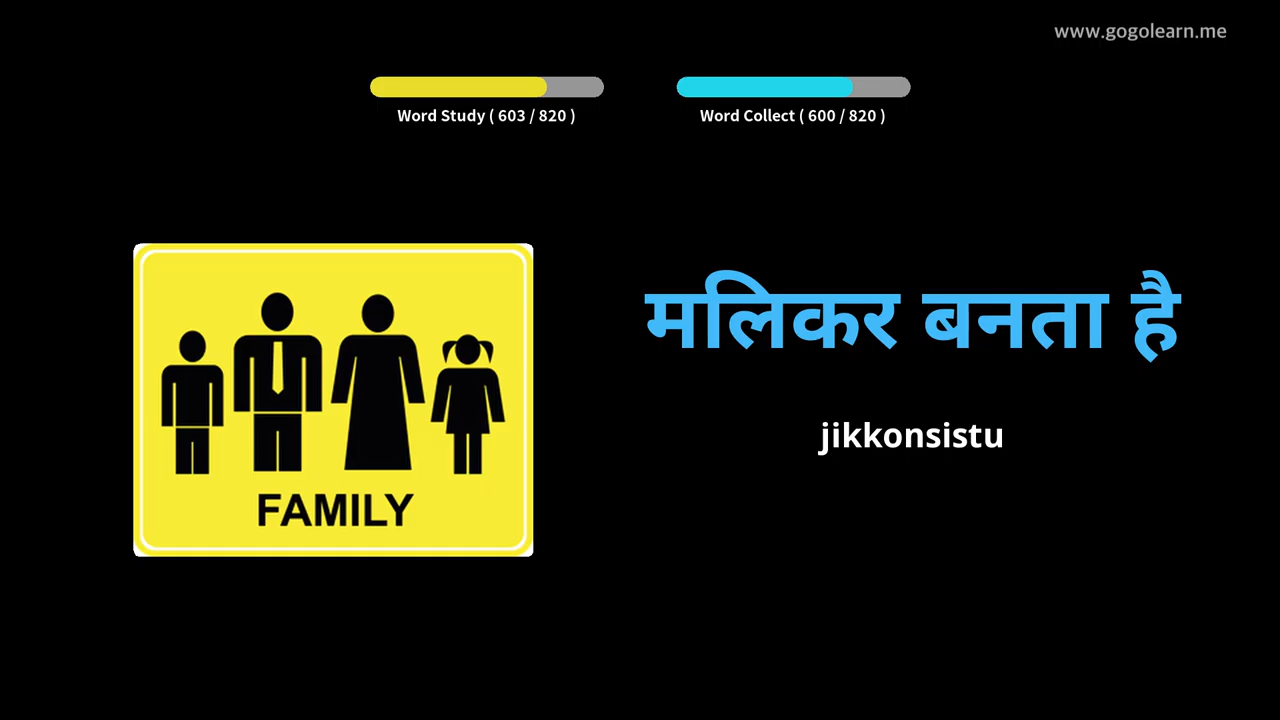 www.gogolearn.me
Word Study ( 603 / 820 )
Word Collect ( 600 / 820 )
मलिकर बनता है
jikkonsistu
FAMILY